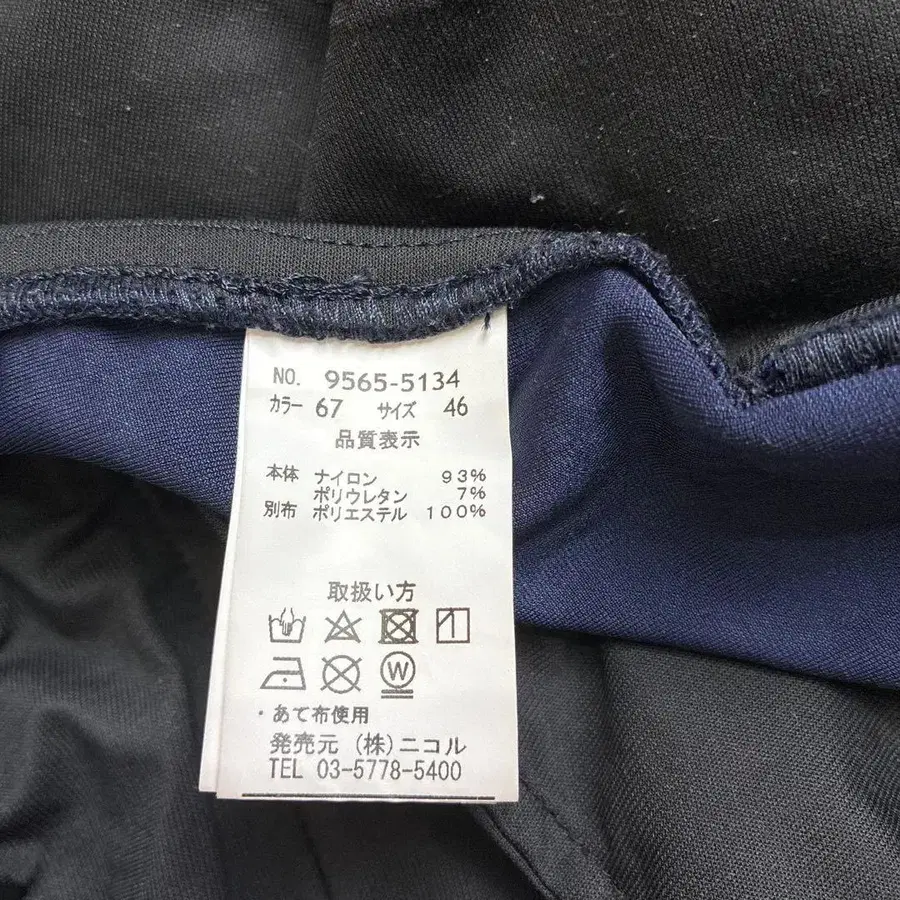 NO. 9565-5134
カラー 67 サイズ 46
品質表示
本体 ナイロン 93%
ポリウレタン 7%
別布 ポリエステル 100%
取扱い方
W
・あて布使用
発売元 (株)ニコル
TEL 03-5778-5400